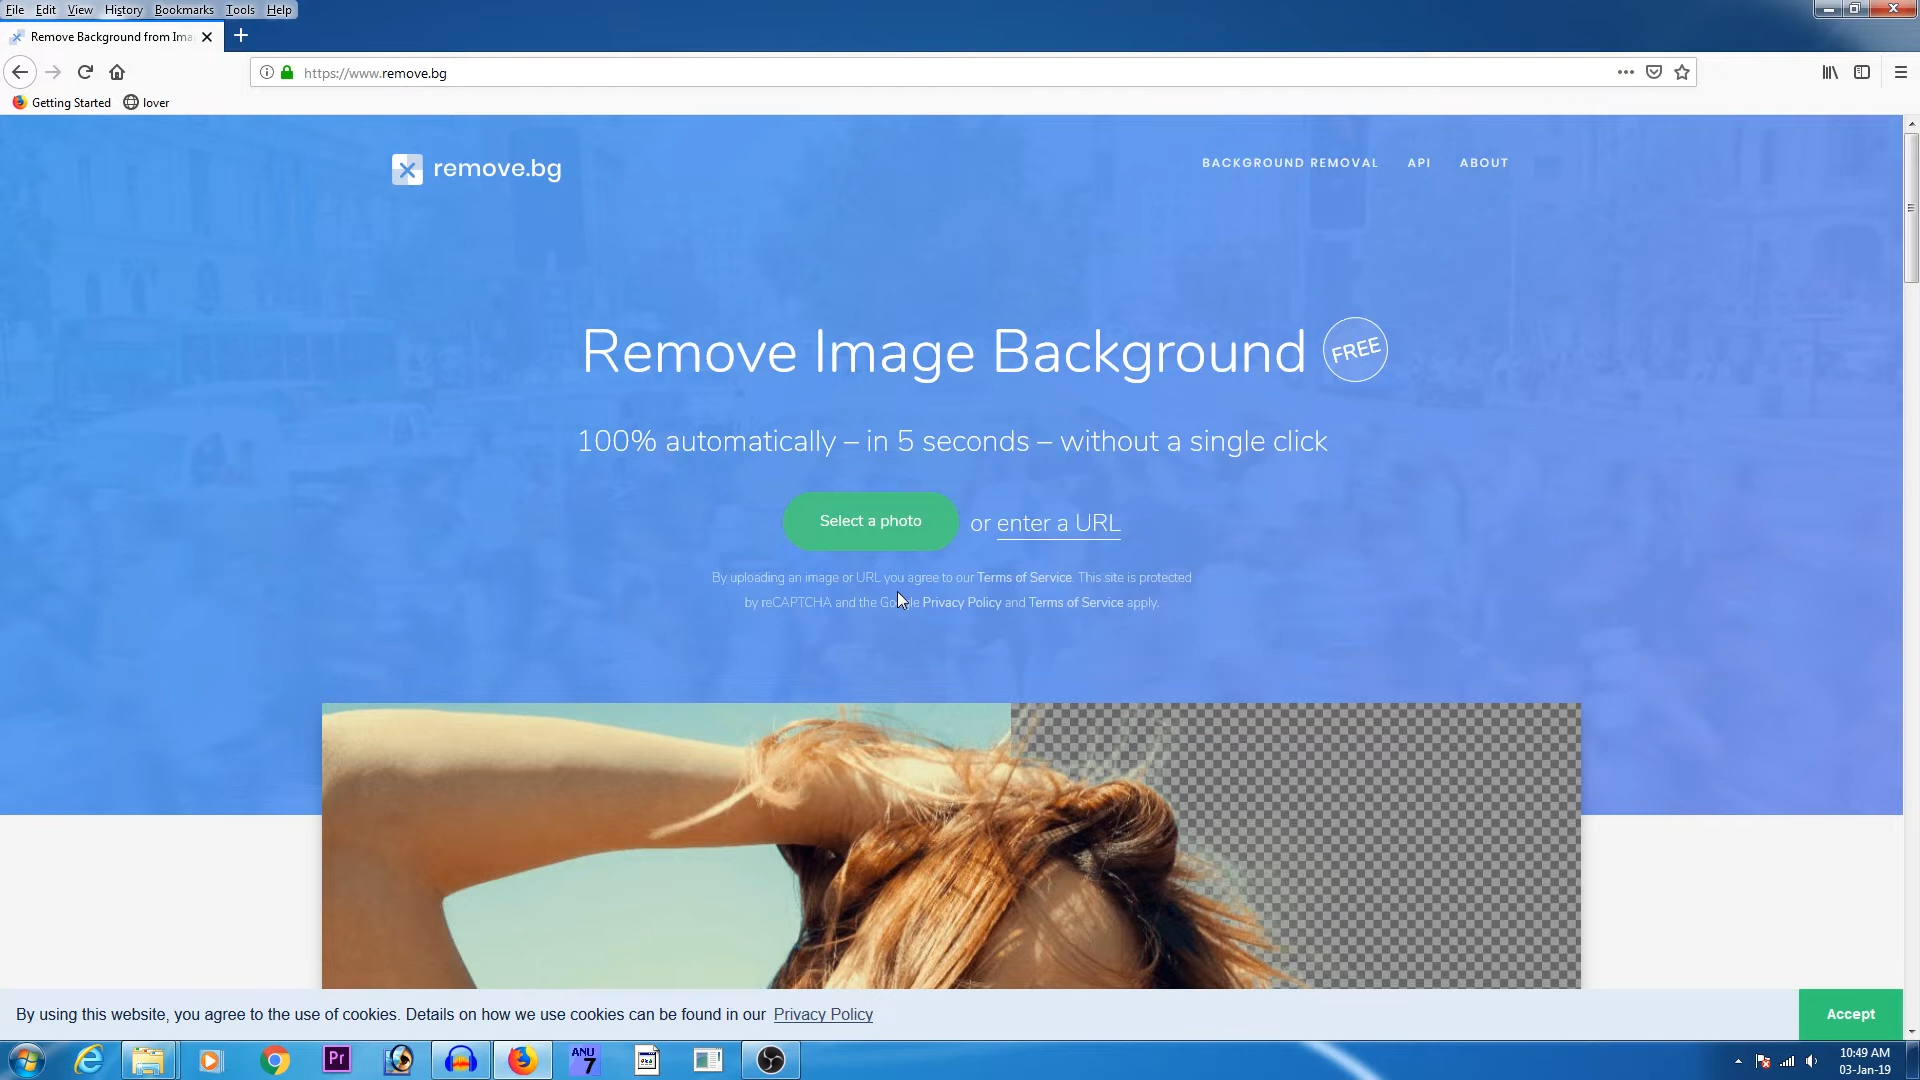 File Edit View History Bookmarks Tools Help
Remove Background from Ima
https://www.remove.bg
Getting Started lover
remove.bg
BACKGROUND REMOVAL API ABOUT
Remove Image Background FREE
100% automatically – in 5 seconds – without a single click
Select a photo or enter a URL
By uploading an image or URL you agree to our Terms of Service. This site is protected
by reCAPTCHA and the Google Privacy Policy and Terms of Service apply.
By using this website, you agree to the use of cookies. Details on how we use cookies can be found in our Privacy Policy
Accept
Pr
ANU
7
10:49 AM
03-Jan-19